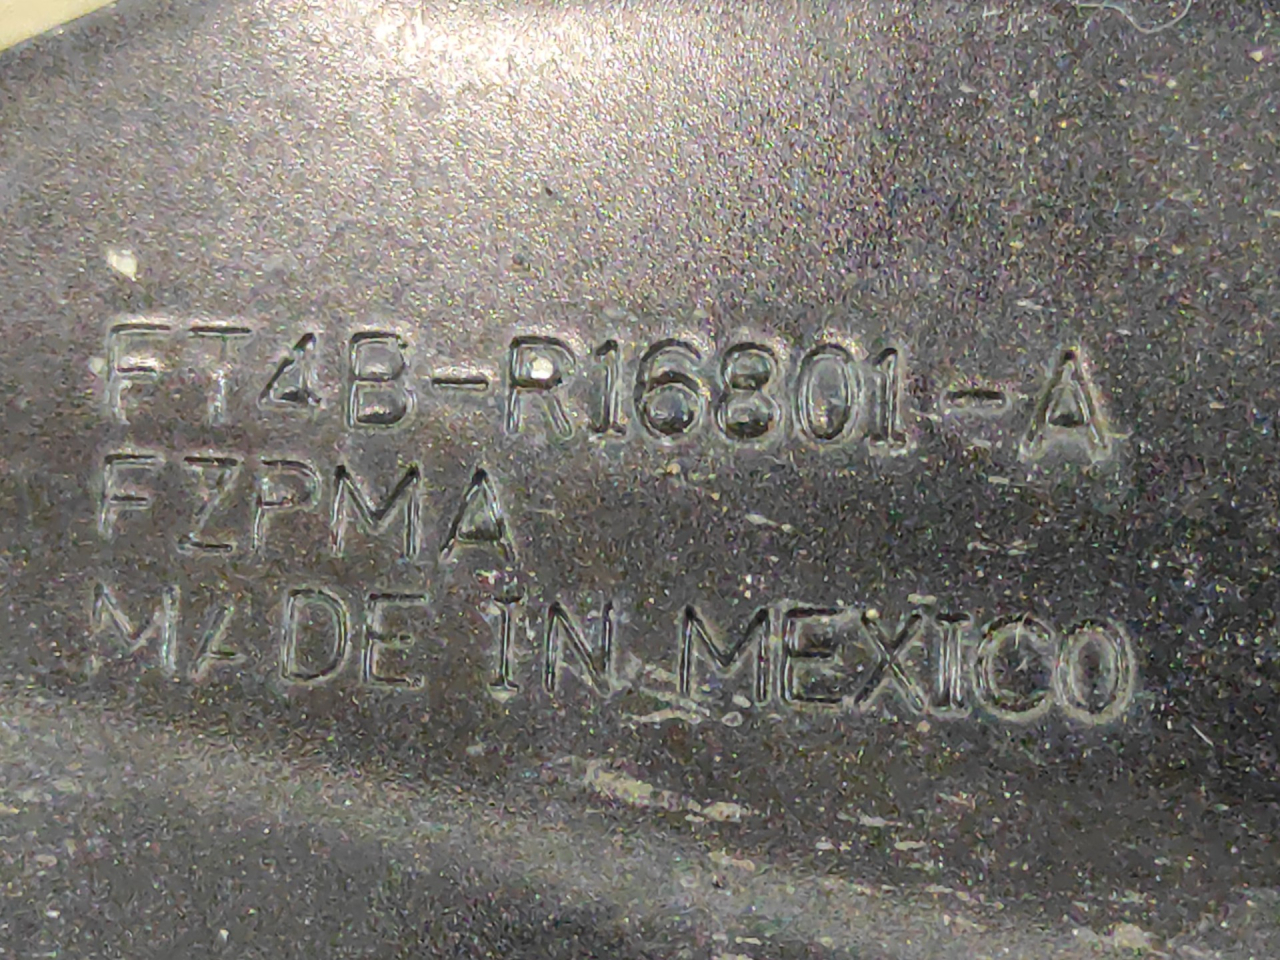 FT4B-R16801-A
FZPMA
MADE IN MEXICO